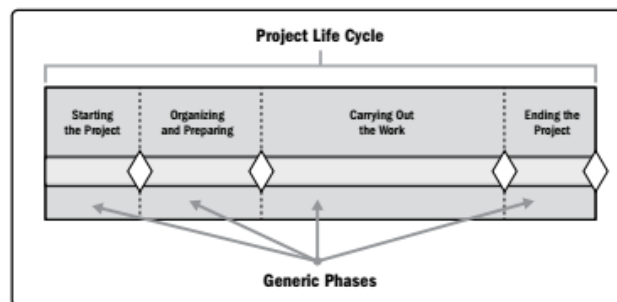 Project Life Cycle
Starting
the Project
Organizing
and Preparing
Carrying Out
the Work
Ending the
Project
Generic Phases